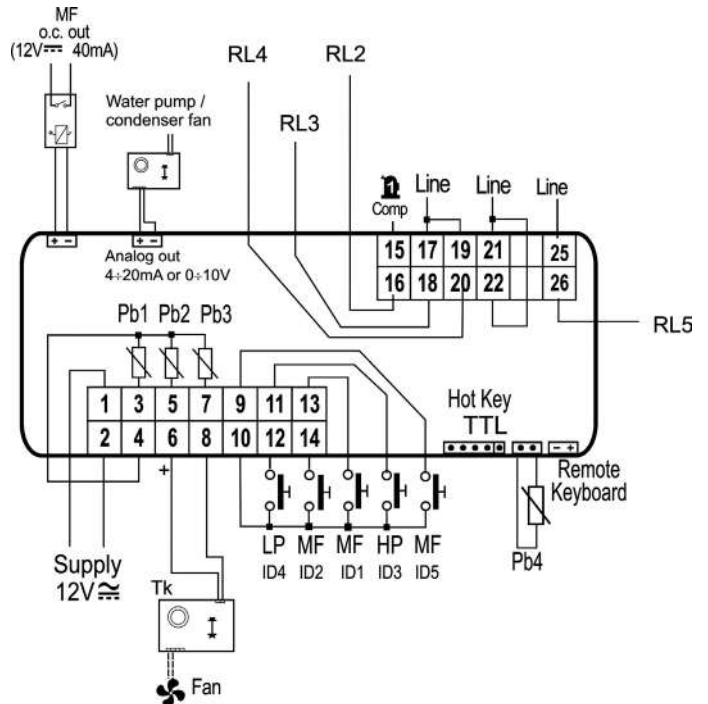 MF
o.c. out
(12V⎓ 40mA)
RL4
RL2
Water pump /
condenser fan
RL3
1
Comp
Line
Line
Line
+ -
+ -
Analog out
4÷20mA or 0÷10V
15 17 19 21 25
16 18 20 22 26
RL5
Pb1 Pb2 Pb3
1 3 5 7 9 11 13
2 4 6 8 10 12 14
Hot Key
TTL
- +
Remote
Keyboard
+
LP MF MF HP MF
ID4 ID2 ID1 ID3 ID5
Pb4
Supply
12V≂
Tk
Fan